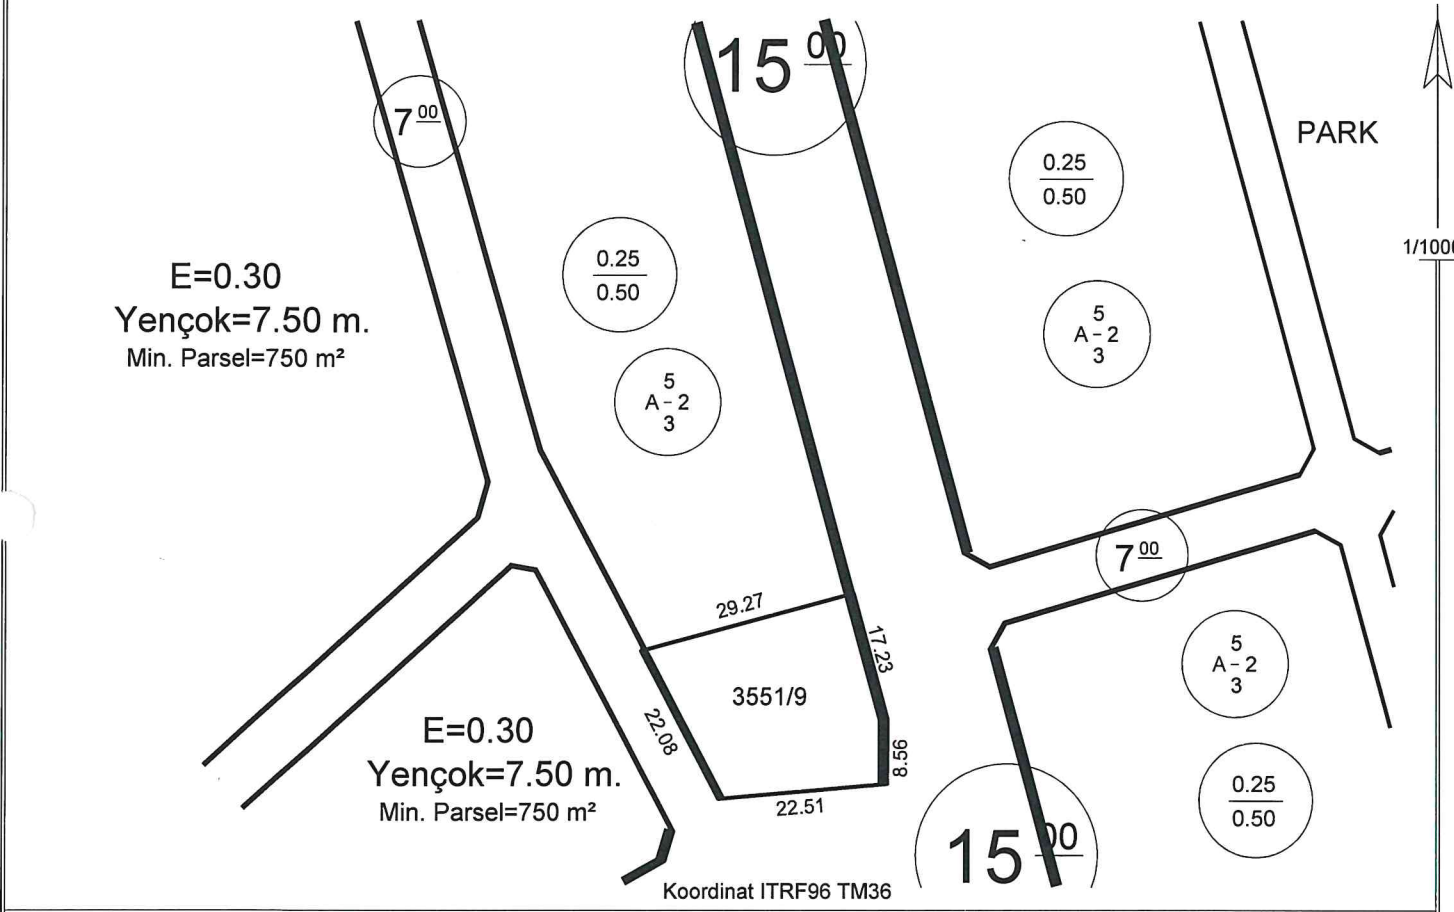 15 00
7 00
PARK
0.25
0.50
1/1000
0.25
0.50
E=0.30
Yençok=7.50 m.
Min. Parsel=750 m²
5
A-2
3
5
A-2
3
7 00
29.27
17.23
5
A-2
3
3551/9
22.08
E=0.30
Yençok=7.50 m.
Min. Parsel=750 m²
8.56
22.51
0.25
0.50
15 00
Koordinat ITRF96 TM36